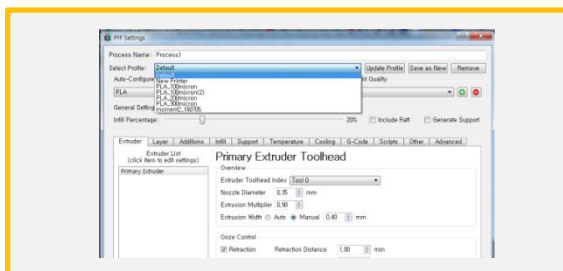 FFF Settings
Process Name: Process1
Select Profile: Default Update Profile Save as New Remove
Default
New Printer
PLA_100micron
PLA_100micron(2)
PLA_200micron
PLA_300micron
moment2_160705
Auto-Configure nt Quality
PLA
General Setting
Infill Percentage: 20% Include Raft Generate Support
Extruder Layer Additions Infill Support Temperature Cooling G-Code Scripts Other Advanced
Extruder List
(click item to edit settings)
Primary Extruder
Primary Extruder Toolhead
Overview
Extruder Toolhead Index Tool 0
Nozzle Diameter 0,35 mm
Extrusion Multiplier 0,90
Extrusion Width Auto Manual 0,40 mm
Ooze Control
Retraction Retraction Distance 1,80 mm